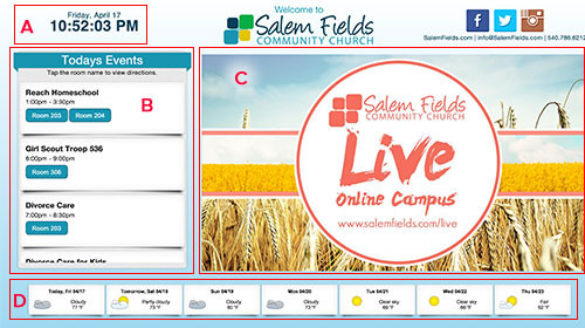 A
Friday, April 17
10:52:03 PM
Welcome to
Salem Fields
COMMUNITY CHURCH
SalemFields.com | info@SalemFields.com | 540.786.6212
Todays Events
Tap the room name to view directions.
B
Reach Homeschool
1:00pm - 3:30pm
Room 203 Room 204
Girl Scout Troop 536
6:00pm - 9:00pm
Room 306
Divorce Care
7:00pm - 8:30pm
Room 203
Divorce Care for Kids
C
Salem Fields
COMMUNITY CHURCH
Live
Online Campus
www.salemfields.com/live
D
Today, Fri 04/17
Cloudy
77 °F
Tomorrow, Sat 04/18
Partly cloudy
73 °F
Sun 04/19
Cloudy
Mon 04/20
Cloudy
Tue 04/21
Clear sky
Wed 04/22
Clear sky
Thu 04/23
Fair